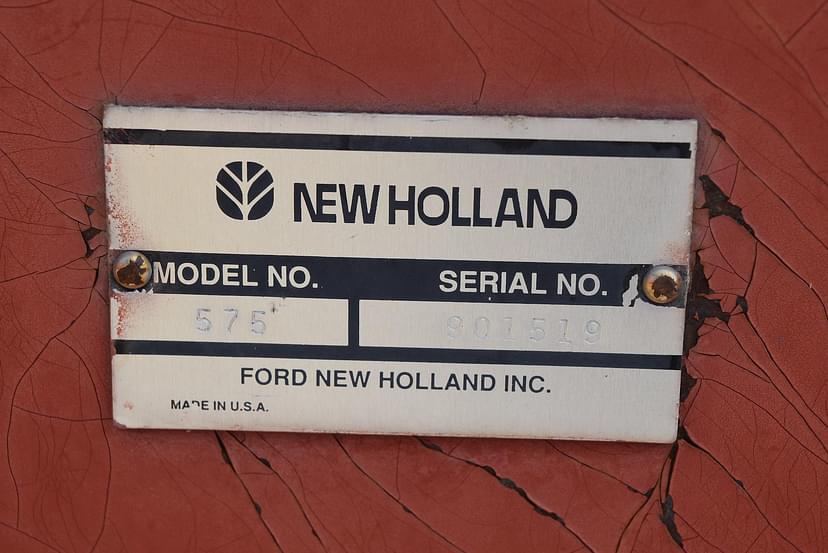 NEW HOLLAND
MODEL NO. SERIAL NO.
575 901519
FORD NEW HOLLAND INC.
MADE IN U.S.A.